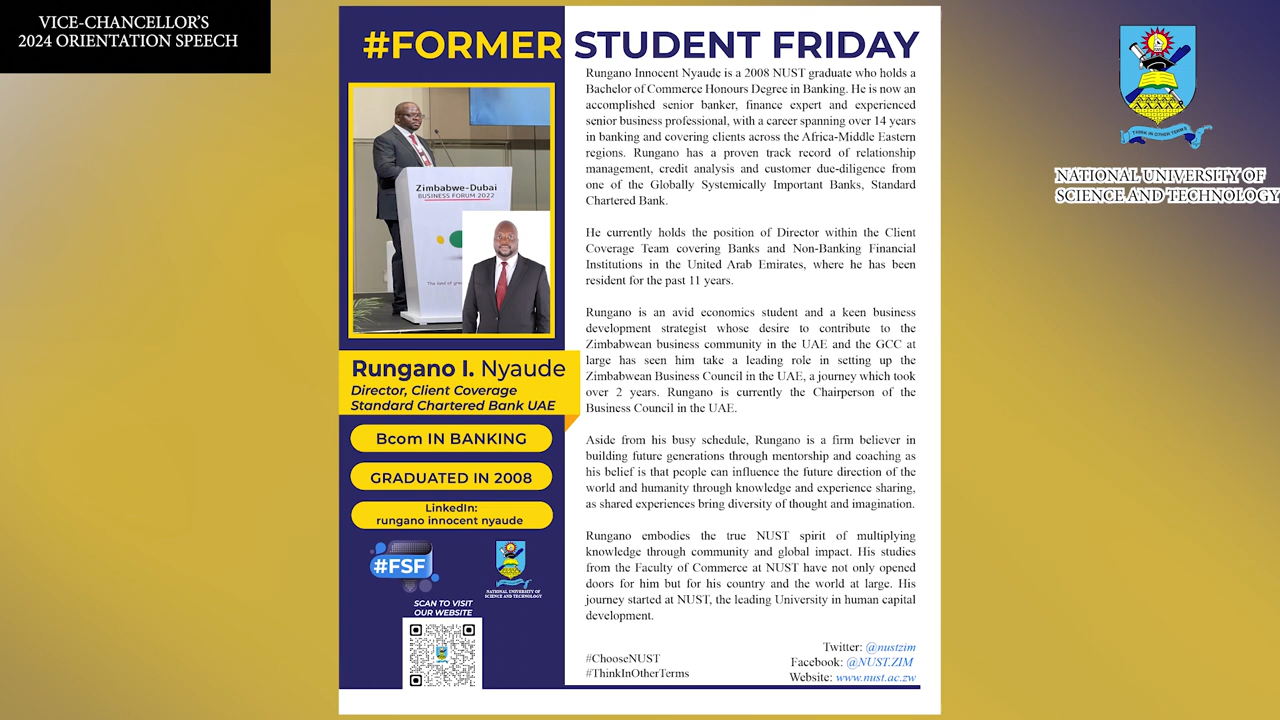 VICE-CHANCELLOR'S
2024 ORIENTATION SPEECH
#FORMER STUDENT FRIDAY
Zimbabwe-Dubai
BUSINESS FORUM 2022
Rungano I. Nyaude
Director, Client Coverage
Standard Chartered Bank UAE
Bcom IN BANKING
GRADUATED IN 2008
LinkedIn:
rungano innocent nyaude
#FSF
NATIONAL UNIVERSITY OF
SCIENCE AND TECHNOLOGY
SCAN TO VISIT
OUR WEBSITE
Rungano Innocent Nyaude is a 2008 NUST graduate who holds a
Bachelor of Commerce Honours Degree in Banking. He is now an
accomplished senior banker, finance expert and experienced
senior business professional, with a career spanning over 14 years
in banking and covering clients across the Africa-Middle Eastern
regions. Rungano has a proven track record of relationship
management, credit analysis and customer due-diligence from
one of the Globally Systemically Important Banks, Standard
Chartered Bank.
He currently holds the position of Director within the Client
Coverage Team covering Banks and Non-Banking Financial
Institutions in the United Arab Emirates, where he has been
resident for the past 11 years.
Rungano is an avid economics student and a keen business
development strategist whose desire to contribute to the
Zimbabwean business community in the UAE and the GCC at
large has seen him take a leading role in setting up the
Zimbabwean Business Council in the UAE, a journey which took
over 2 years. Rungano is currently the Chairperson of the
Business Council in the UAE.
Aside from his busy schedule, Rungano is a firm believer in
building future generations through mentorship and coaching as
his belief is that people can influence the future direction of the
world and humanity through knowledge and experience sharing,
as shared experiences bring diversity of thought and imagination.
Rungano embodies the true NUST spirit of multiplying
knowledge through community and global impact. His studies
from the Faculty of Commerce at NUST have not only opened
doors for him but for his country and the world at large. His
journey started at NUST, the leading University in human capital
development.
#ChooseNUST
#ThinkInOtherTerms
Twitter: @nustzim
Facebook: @NUST.ZIM
Website: www.nust.ac.zw
THINK IN OTHER TERMS
NATIONAL UNIVERSITY OF
SCIENCE AND TECHNOLOGY